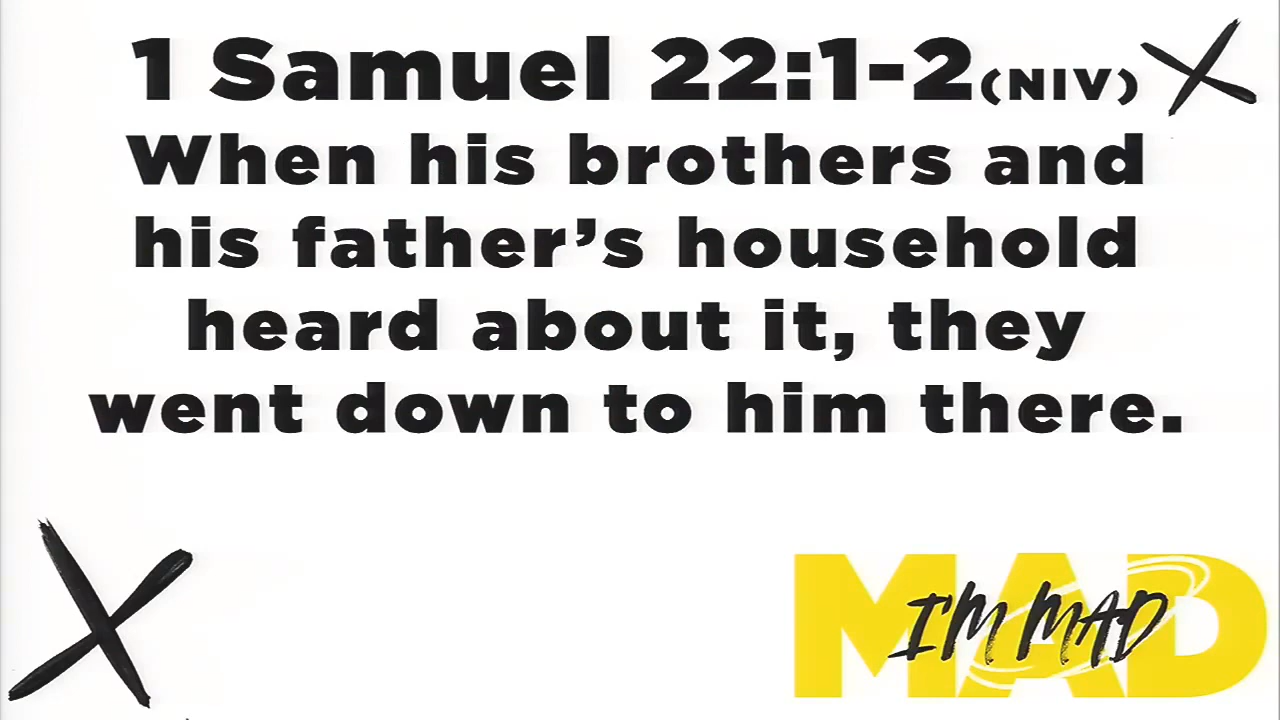 1 Samuel 22:1-2(NIV)
When his brothers and
his father’s household
heard about it, they
went down to him there.
MAD
I'M MAD